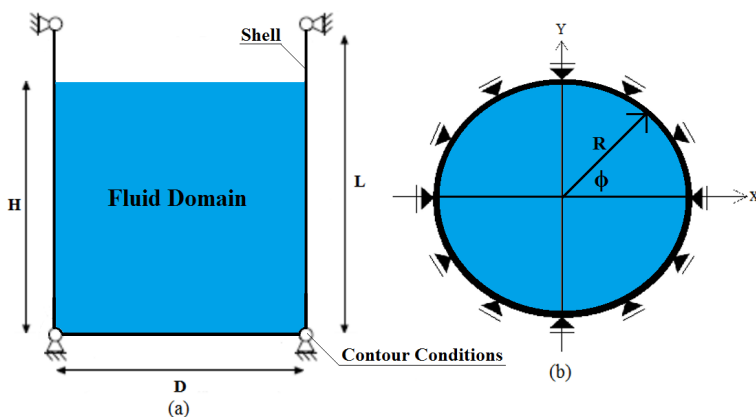 Shell
H
Fluid Domain
L
Contour Conditions
D
(a)
Y
R
ϕ
X
(b)